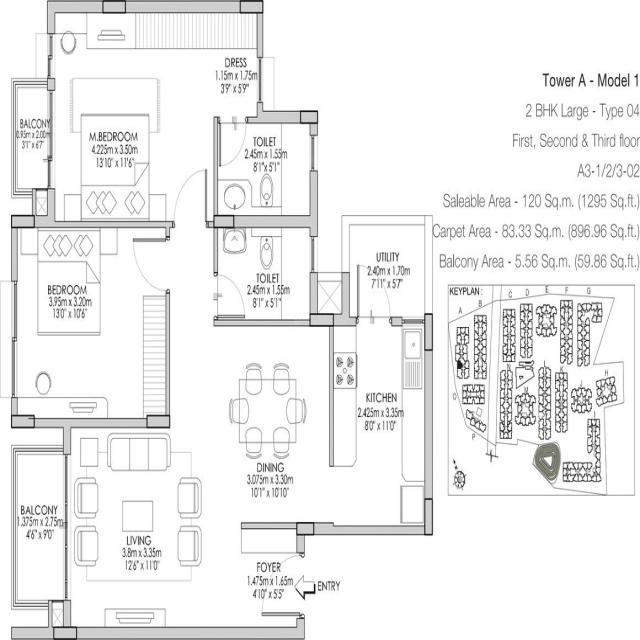 Tower A - Model 1
2 BHK Large - Type 04
First, Second & Third floor
A3-1/2/3-02
Saleable Area - 120 Sq.m. (1295 Sq.ft.)
Carpet Area - 83.33 Sq.m. (896.96 Sq.ft.)
Balcony Area - 5.56 Sq.m. (59.86 Sq.ft.)
DRESS
1.15m x 1.75m
3'9" x 5'9"
BALCONY
0.95m x 2.00m
3'1" x 6'7"
M.BEDROOM
4.225m x 3.50m
13'10" x 11'6"
TOILET
2.45m x 1.55m
8'1" x 5'1"
BEDROOM
3.95m x 3.20m
13'0" x 10'6"
TOILET
2.45m x 1.55m
8'1" x 5'1"
UTILITY
2.40m x 1.70m
7'11" x 5'7"
KITCHEN
2.425m x 3.35m
8'0" x 11'0"
DINING
3.075m x 3.30m
10'1" x 10'10"
BALCONY
1.375m x 2.75m
4'6" x 9'0"
LIVING
3.8m x 3.35m
12'6" x 11'0"
FOYER
1.475m x 1.65m
4'10" x 5'5"
ENTRY
KEYPLAN :
A
B
C
D
E
F
G
H
K
M
O
P